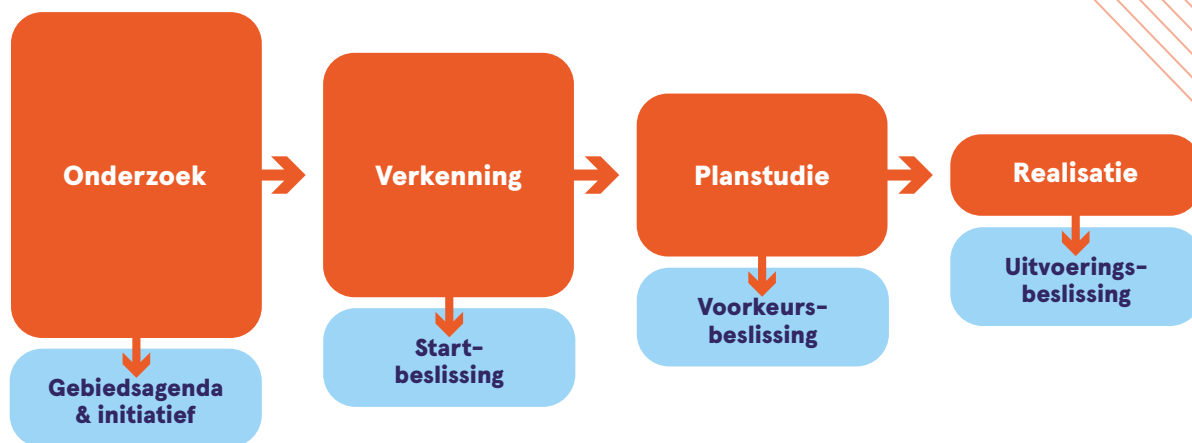 Onderzoek
Verkenning
Planstudie
Realisatie
Gebiedsagenda
& initiatief
Start-
beslissing
Voorkeurs-
beslissing
Uitvoerings-
beslissing